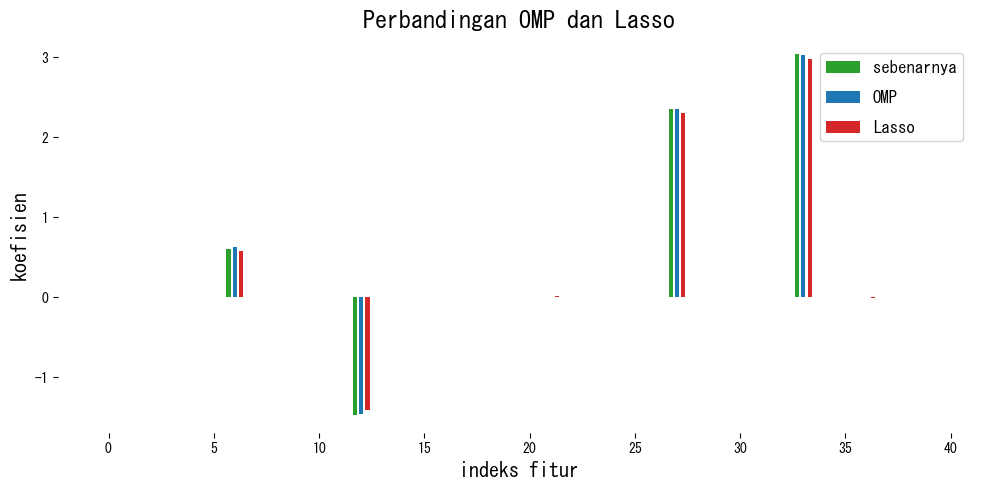 Perbandingan OMP dan Lasso
3
2
1
0
-1
koefisien
sebenarnya
OMP
Lasso
0 5 10 15 20 25 30 35 40
indeks fitur